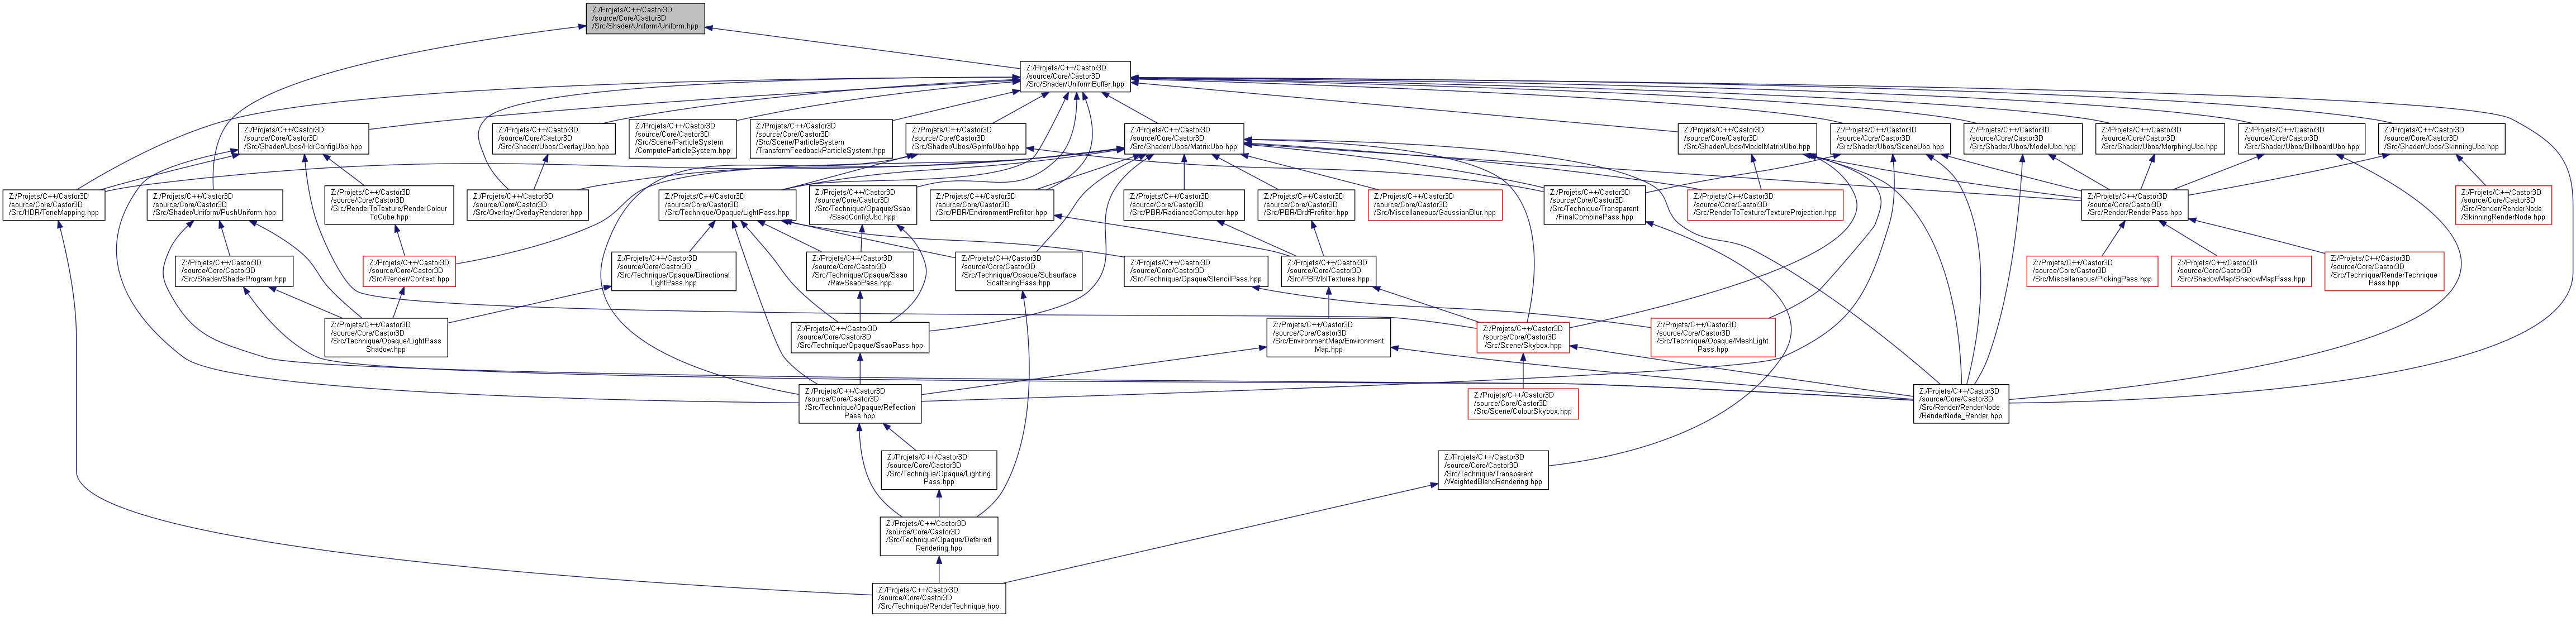 Z:/Projets/C++/Castor3D
/source/Core/Castor3D
/Src/Shader/Uniform/Uniform.hpp
Z:/Projets/C++/Castor3D
/source/Core/Castor3D
/Src/Shader/UniformBuffer.hpp
Z:/Projets/C++/Castor3D
/source/Core/Castor3D
/Src/Shader/Ubos/HdrConfigUbo.hpp
Z:/Projets/C++/Castor3D
/source/Core/Castor3D
/Src/Shader/Ubos/OverlayUbo.hpp
Z:/Projets/C++/Castor3D
/source/Core/Castor3D
/Src/Scene/ParticleSystem
/ComputeParticleSystem.hpp
Z:/Projets/C++/Castor3D
/source/Core/Castor3D
/Src/Scene/ParticleSystem
/TransformFeedbackParticleSystem.hpp
Z:/Projets/C++/Castor3D
/source/Core/Castor3D
/Src/Shader/Ubos/GpInfoUbo.hpp
Z:/Projets/C++/Castor3D
/source/Core/Castor3D
/Src/Shader/Ubos/MatrixUbo.hpp
Z:/Projets/C++/Castor3D
/source/Core/Castor3D
/Src/Shader/Ubos/ModelMatrixUbo.hpp
Z:/Projets/C++/Castor3D
/source/Core/Castor3D
/Src/Shader/Ubos/SceneUbo.hpp
Z:/Projets/C++/Castor3D
/source/Core/Castor3D
/Src/Shader/Ubos/ModelUbo.hpp
Z:/Projets/C++/Castor3D
/source/Core/Castor3D
/Src/Shader/Ubos/MorphingUbo.hpp
Z:/Projets/C++/Castor3D
/source/Core/Castor3D
/Src/Shader/Ubos/BillboardUbo.hpp
Z:/Projets/C++/Castor3D
/source/Core/Castor3D
/Src/Shader/Ubos/SkinningUbo.hpp
Z:/Projets/C++/Castor3D
/source/Core/Castor3D
/Src/HDR/ToneMapping.hpp
Z:/Projets/C++/Castor3D
/source/Core/Castor3D
/Src/Shader/Uniform/PushUniform.hpp
Z:/Projets/C++/Castor3D
/source/Core/Castor3D
/Src/RenderToTexture/RenderColour
ToCube.hpp
Z:/Projets/C++/Castor3D
/source/Core/Castor3D
/Src/Overlay/OverlayRenderer.hpp
Z:/Projets/C++/Castor3D
/source/Core/Castor3D
/Src/Technique/Opaque/LightPass.hpp
Z:/Projets/C++/Castor3D
/source/Core/Castor3D
/Src/Technique/Opaque/Ssao
/SsaoConfigUbo.hpp
Z:/Projets/C++/Castor3D
/source/Core/Castor3D
/Src/PBR/EnvironmentPrefilter.hpp
Z:/Projets/C++/Castor3D
/source/Core/Castor3D
/Src/PBR/RadianceComputer.hpp
Z:/Projets/C++/Castor3D
/source/Core/Castor3D
/Src/PBR/BrdfPrefilter.hpp
Z:/Projets/C++/Castor3D
/source/Core/Castor3D
/Src/Miscellaneous/GaussianBlur.hpp
Z:/Projets/C++/Castor3D
/source/Core/Castor3D
/Src/Technique/Transparent
/FinalCombinePass.hpp
Z:/Projets/C++/Castor3D
/source/Core/Castor3D
/Src/RenderToTexture/TextureProjection.hpp
Z:/Projets/C++/Castor3D
/source/Core/Castor3D
/Src/Render/RenderPass.hpp
Z:/Projets/C++/Castor3D
/source/Core/Castor3D
/Src/Render/RenderNode
/SkinningRenderNode.hpp
Z:/Projets/C++/Castor3D
/source/Core/Castor3D
/Src/Shader/ShaderProgram.hpp
Z:/Projets/C++/Castor3D
/source/Core/Castor3D
/Src/Render/Context.hpp
Z:/Projets/C++/Castor3D
/source/Core/Castor3D
/Src/Technique/Opaque/Directional
LightPass.hpp
Z:/Projets/C++/Castor3D
/source/Core/Castor3D
/Src/Technique/Opaque/Ssao
/RawSsaoPass.hpp
Z:/Projets/C++/Castor3D
/source/Core/Castor3D
/Src/Technique/Opaque/Subsurface
ScatteringPass.hpp
Z:/Projets/C++/Castor3D
/source/Core/Castor3D
/Src/Technique/Opaque/StencilPass.hpp
Z:/Projets/C++/Castor3D
/source/Core/Castor3D
/Src/PBR/IblTextures.hpp
Z:/Projets/C++/Castor3D
/source/Core/Castor3D
/Src/Miscellaneous/PickingPass.hpp
Z:/Projets/C++/Castor3D
/source/Core/Castor3D
/Src/ShadowMap/ShadowMapPass.hpp
Z:/Projets/C++/Castor3D
/source/Core/Castor3D
/Src/Technique/RenderTechnique
Pass.hpp
Z:/Projets/C++/Castor3D
/source/Core/Castor3D
/Src/Technique/Opaque/LightPass
Shadow.hpp
Z:/Projets/C++/Castor3D
/source/Core/Castor3D
/Src/Technique/Opaque/SsaoPass.hpp
Z:/Projets/C++/Castor3D
/source/Core/Castor3D
/Src/EnvironmentMap/Environment
Map.hpp
Z:/Projets/C++/Castor3D
/source/Core/Castor3D
/Src/Scene/Skybox.hpp
Z:/Projets/C++/Castor3D
/source/Core/Castor3D
/Src/Technique/Opaque/MeshLight
Pass.hpp
Z:/Projets/C++/Castor3D
/source/Core/Castor3D
/Src/Technique/Opaque/Reflection
Pass.hpp
Z:/Projets/C++/Castor3D
/source/Core/Castor3D
/Src/Scene/ColourSkybox.hpp
Z:/Projets/C++/Castor3D
/source/Core/Castor3D
/Src/Render/RenderNode
/RenderNode_Render.hpp
Z:/Projets/C++/Castor3D
/source/Core/Castor3D
/Src/Technique/Opaque/Lighting
Pass.hpp
Z:/Projets/C++/Castor3D
/source/Core/Castor3D
/Src/Technique/Transparent
/WeightedBlendRendering.hpp
Z:/Projets/C++/Castor3D
/source/Core/Castor3D
/Src/Technique/Opaque/Deferred
Rendering.hpp
Z:/Projets/C++/Castor3D
/source/Core/Castor3D
/Src/Technique/RenderTechnique.hpp